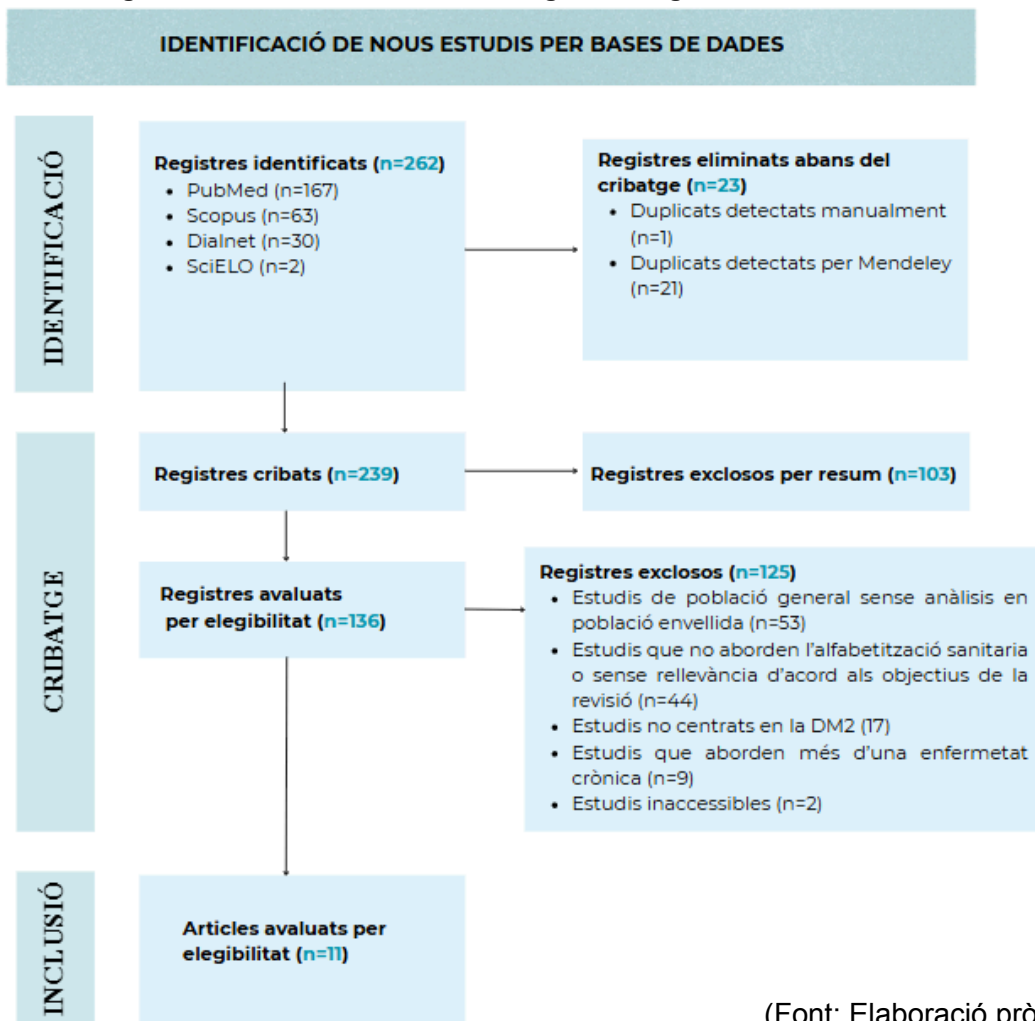 IDENTIFICACIÓ DE NOUS ESTUDIS PER BASES DE DADES
IDENTIFICACIÓ
Registres identificats (n=262)
• PubMed (n=167)
• Scopus (n=63)
• Dialnet (n=30)
• SciELO (n=2)
Registres eliminats abans del
cribatge (n=23)
• Duplicats detectats manualment
(n=1)
• Duplicats detectats per Mendeley
(n=21)
CRIBATGE
Registres cribats (n=239)
Registres exclosos per resum (n=103)
Registres avaluats
per elegibilitat (n=136)
Registres exclosos (n=125)
• Estudis de població general sense anàlisis en
població envellida (n=53)
• Estudis que no aborden l'alfabetització sanitaria
o sense rellevància d'acord als objectius de la
revisió (n=44)
• Estudis no centrats en la DM2 (17)
• Estudis que aborden més d'una enfermetat
crònica (n=9)
• Estudis inaccessibles (n=2)
INCLUSIÓ
Articles avaluats per
elegibilitat (n=11)
(Font: Elaboració prò